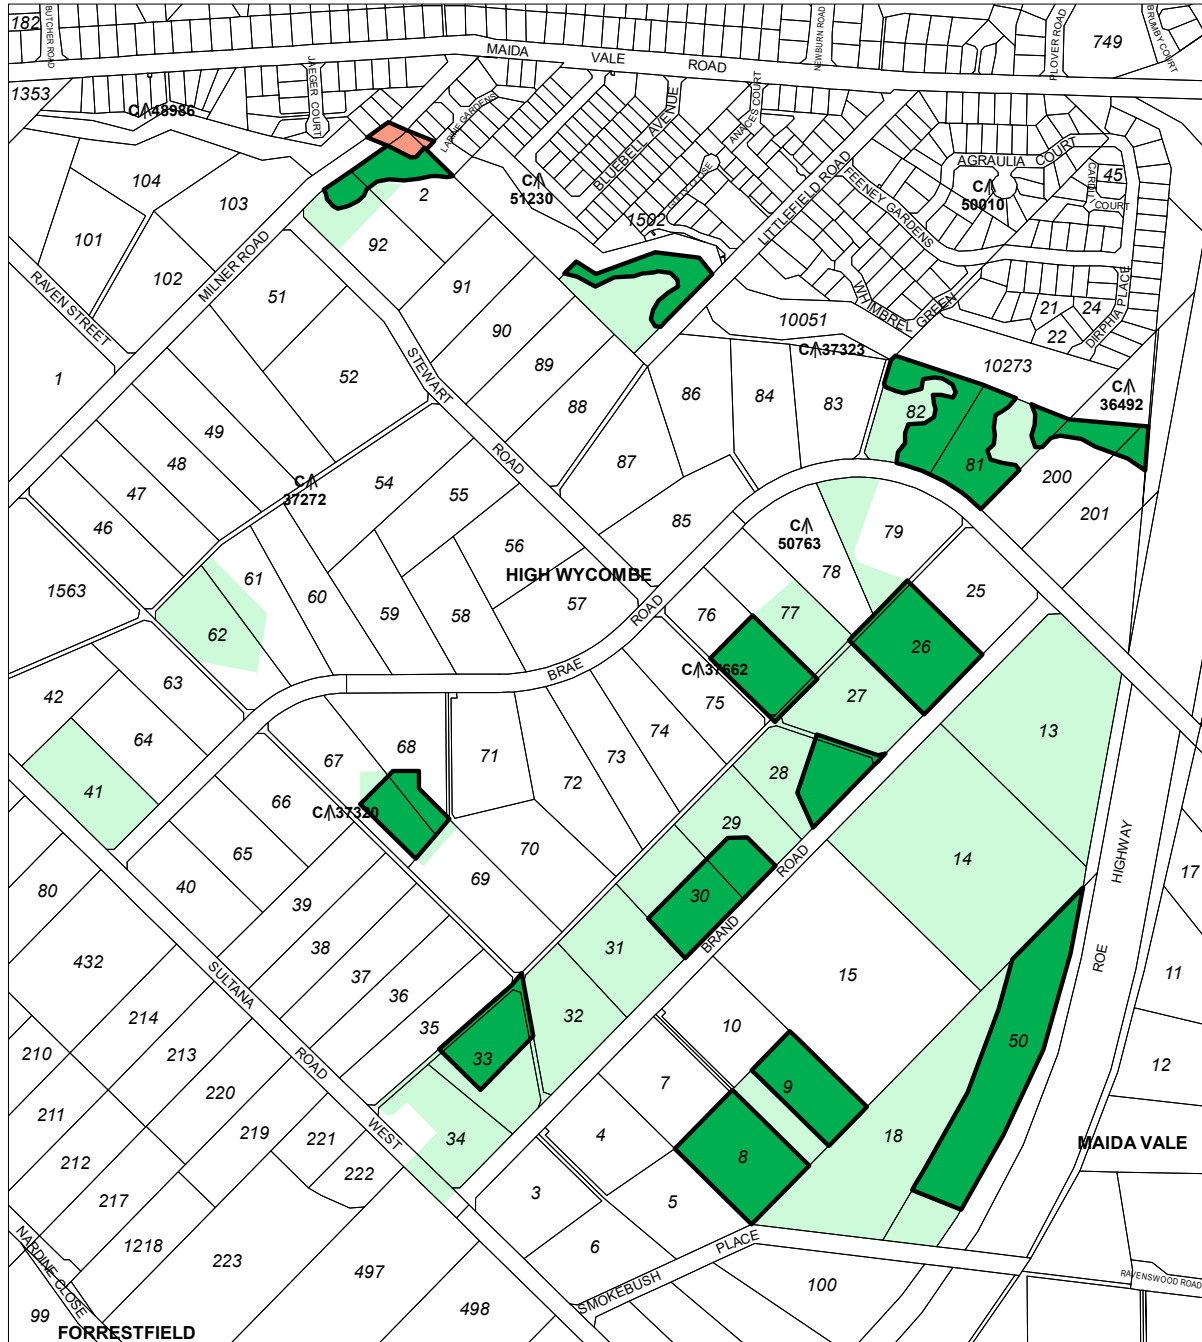 182
BUTCHER ROAD
MAIDA VALE ROAD
NEWBURN ROAD
PLOVER ROAD
749
BRUMBY COURT
1353
C 48986
JAEGER COURT
LARINE GARDENS
BLUEBELL AVENUE
ANACES COURT
AGRAULIA COURT
45
COURT
104
103
2
C
51230
1502
LITTLEFIELD ROAD
FEENEY GARDENS
C
50010
101
102
MILNER ROAD
92
RAVEN STREET
51
91
10051
WHIMBREL GREEN
21
24
22
DIRPHIA PLACE
90
C 37323
10273
1
52
STEWART
89
86
84
83
82
C
36492
49
88
48
ROAD
87
81
200
47
C
37272
54
55
201
46
85
C
50763
79
56
1563
61
HIGH WYCOMBE
78
25
60
59
58
57
ROAD
76
77
62
26
42
63
BRAE
C 37662
75
27
64
74
13
67
68
71
73
28
41
66
C 37320
72
29
HIGHWAY
65
70
ROAD
14
17
80
40
39
69
30
38
31
BRAND
432
SULTANA
37
36
15
ROE
11
214
35
32
10
210
213
ROAD
33
7
50
12
220
9
211
219
221
WEST
34
4
18
MAIDA VALE
212
222
8
217
3
5
NARDINE CLOSE
1218
6
PLACE
223
497
SMOKEBUSH
100
RAVENSWOOD ROAD
99
498
FORRESTFIELD